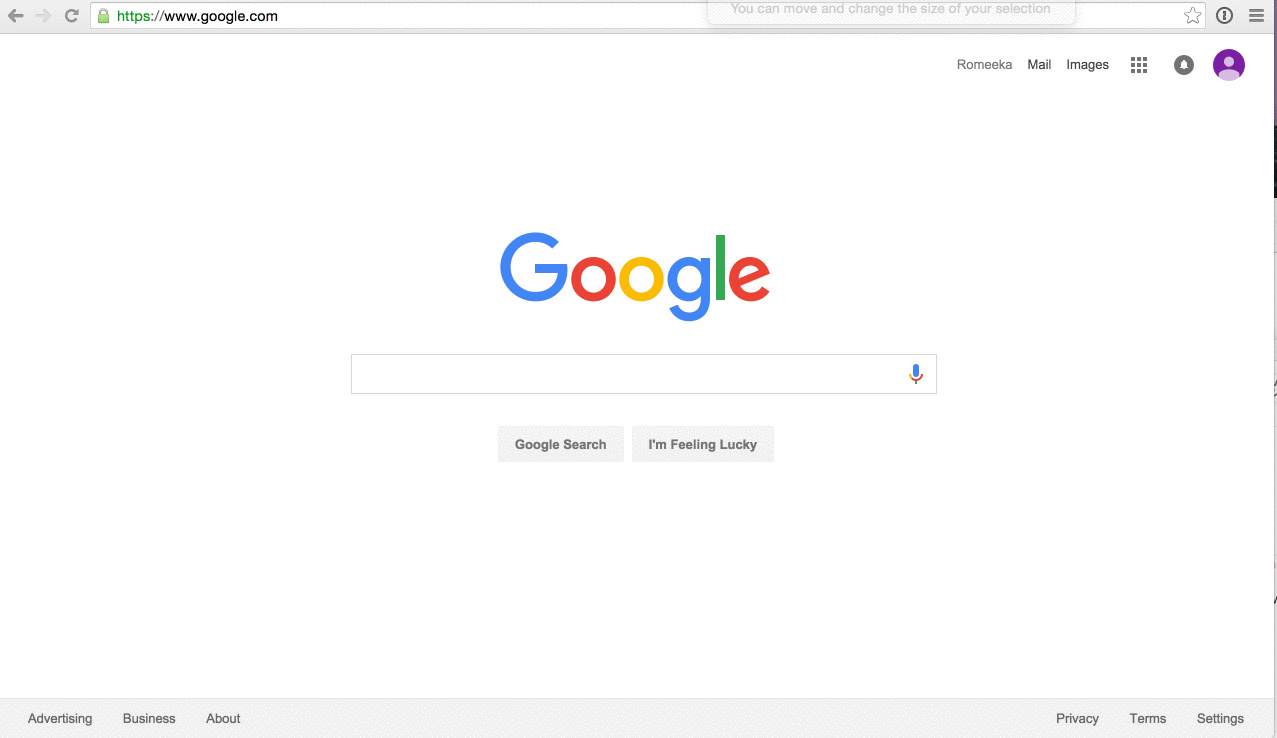 https://www.google.com
You can move and change the size of your selection
Romeeka Mail Images
Google
Google Search I'm Feeling Lucky
Advertising Business About Privacy Terms Settings